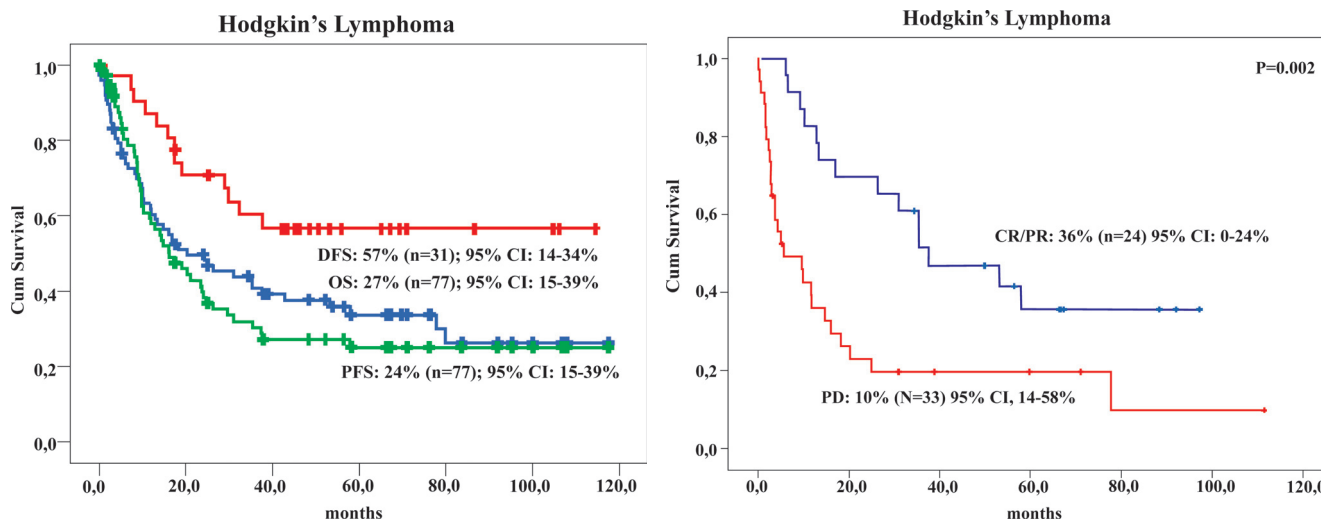 Hodgkin's Lymphoma
Cum Survival
1,0
0,8
0,6
0,4
0,2
0,0
DFS: 57% (n=31); 95% CI: 14-34%
OS: 27% (n=77); 95% CI: 15-39%
PFS: 24% (n=77); 95% CI: 15-39%
0,0 20,0 40,0 60,0 80,0 100,0 120,0
months
Hodgkin's Lymphoma
P=0.002
Cum Survival
1,0
0,8
0,6
0,4
0,2
0,0
CR/PR: 36% (n=24) 95% CI: 0-24%
PD: 10% (N=33) 95% CI, 14-58%
0,0 20,0 40,0 60,0 80,0 100,0 120,0
months